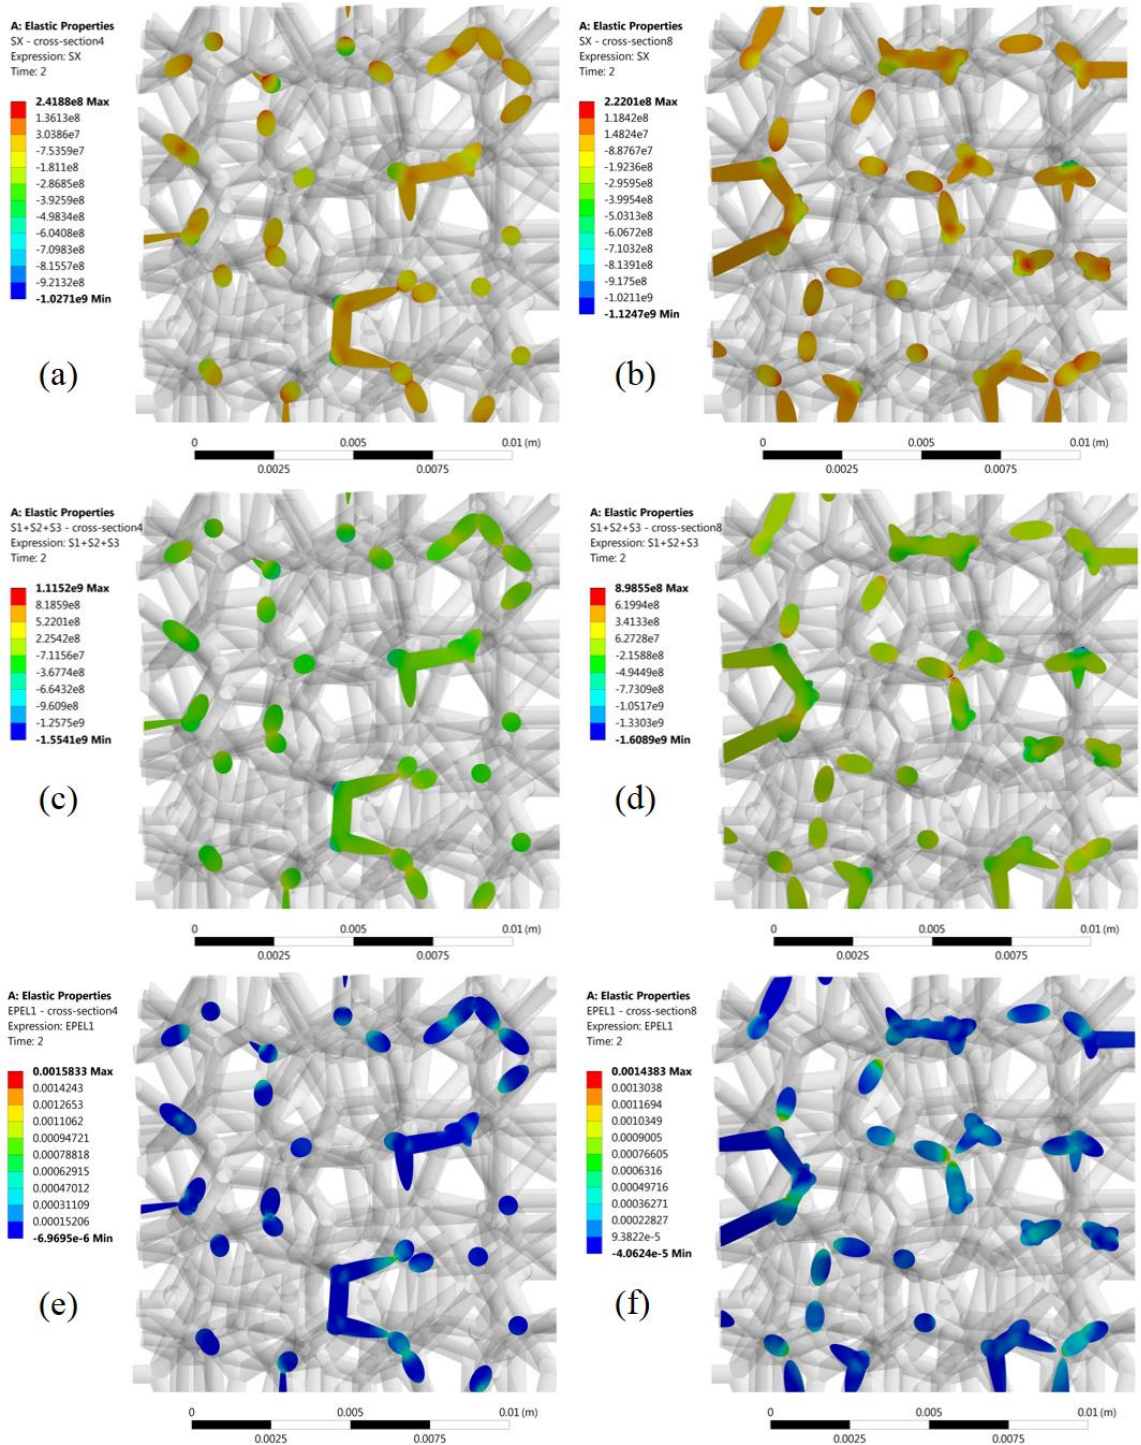 A: Elastic Properties
SX - cross-section4
Expression: SX
Time: 2
2.4188e8 Max
1.3613e8
3.0386e7
-7.5359e7
-1.811e8
-2.8685e8
-3.9259e8
-4.9834e8
-6.0408e8
-7.0983e8
-8.1557e8
-9.2132e8
-1.0271e9 Min
(a)
0 0.005 0.01 (m)
0.0025 0.0075
A: Elastic Properties
SX - cross-section8
Expression: SX
Time: 2
2.2201e8 Max
1.1842e8
1.4824e7
-8.8767e7
-1.9236e8
-2.9595e8
-3.9954e8
-5.0313e8
-6.0672e8
-7.1032e8
-8.1391e8
-9.175e8
-1.0211e9
-1.1247e9 Min
(b)
0 0.005 0.01 (m)
0.0025 0.0075
A: Elastic Properties
S1+S2+S3 - cross-section4
Expression: S1+S2+S3
Time: 2
1.1152e9 Max
8.1859e8
5.2201e8
2.2542e8
-7.1156e7
-3.6774e8
-6.6432e8
-9.609e8
-1.2575e9
-1.5541e9 Min
(c)
0 0.005 0.01 (m)
0.0025 0.0075
A: Elastic Properties
S1+S2+S3 - cross-section8
Expression: S1+S2+S3
Time: 2
8.9855e8 Max
6.1994e8
3.4133e8
6.2728e7
-2.1588e8
-4.9449e8
-7.7309e8
-1.0517e9
-1.3303e9
-1.6089e9 Min
(d)
0 0.005 0.01 (m)
0.0025 0.0075
A: Elastic Properties
EPEL1 - cross-section4
Expression: EPEL1
Time: 2
0.0015833 Max
0.0014243
0.0012653
0.0011062
0.00094721
0.00078818
0.00062915
0.00047012
0.00031109
0.00015206
-6.9695e-6 Min
(e)
0 0.005 0.01 (m)
0.0025 0.0075
A: Elastic Properties
EPEL1 - cross-section8
Expression: EPEL1
Time: 2
0.0014383 Max
0.0013038
0.0011694
0.0010349
0.0009005
0.00076605
0.0006316
0.00049716
0.00036271
0.00022827
9.3822e-5
-4.0624e-5 Min
(f)
0 0.005 0.01 (m)
0.0025 0.0075